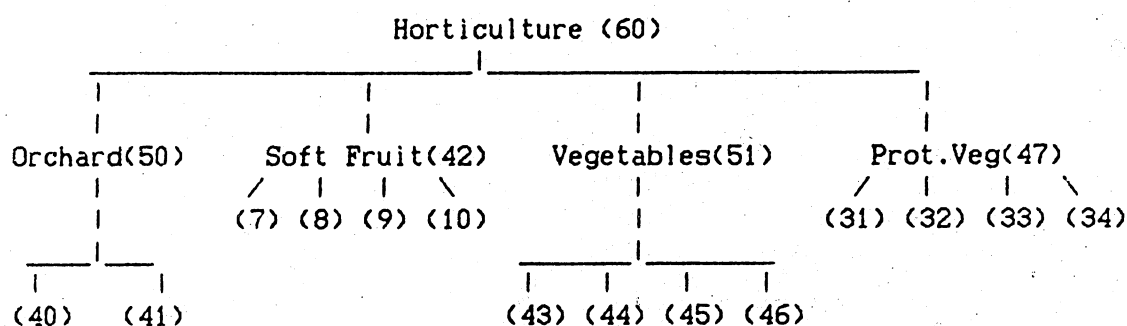 Horticulture (60)
Orchard(50) Soft Fruit(42) Vegetables(51) Prot.Veg(47)
(7) (8) (9) (10) (31) (32) (33) (34)
(40) (41) (43) (44) (45) (46)